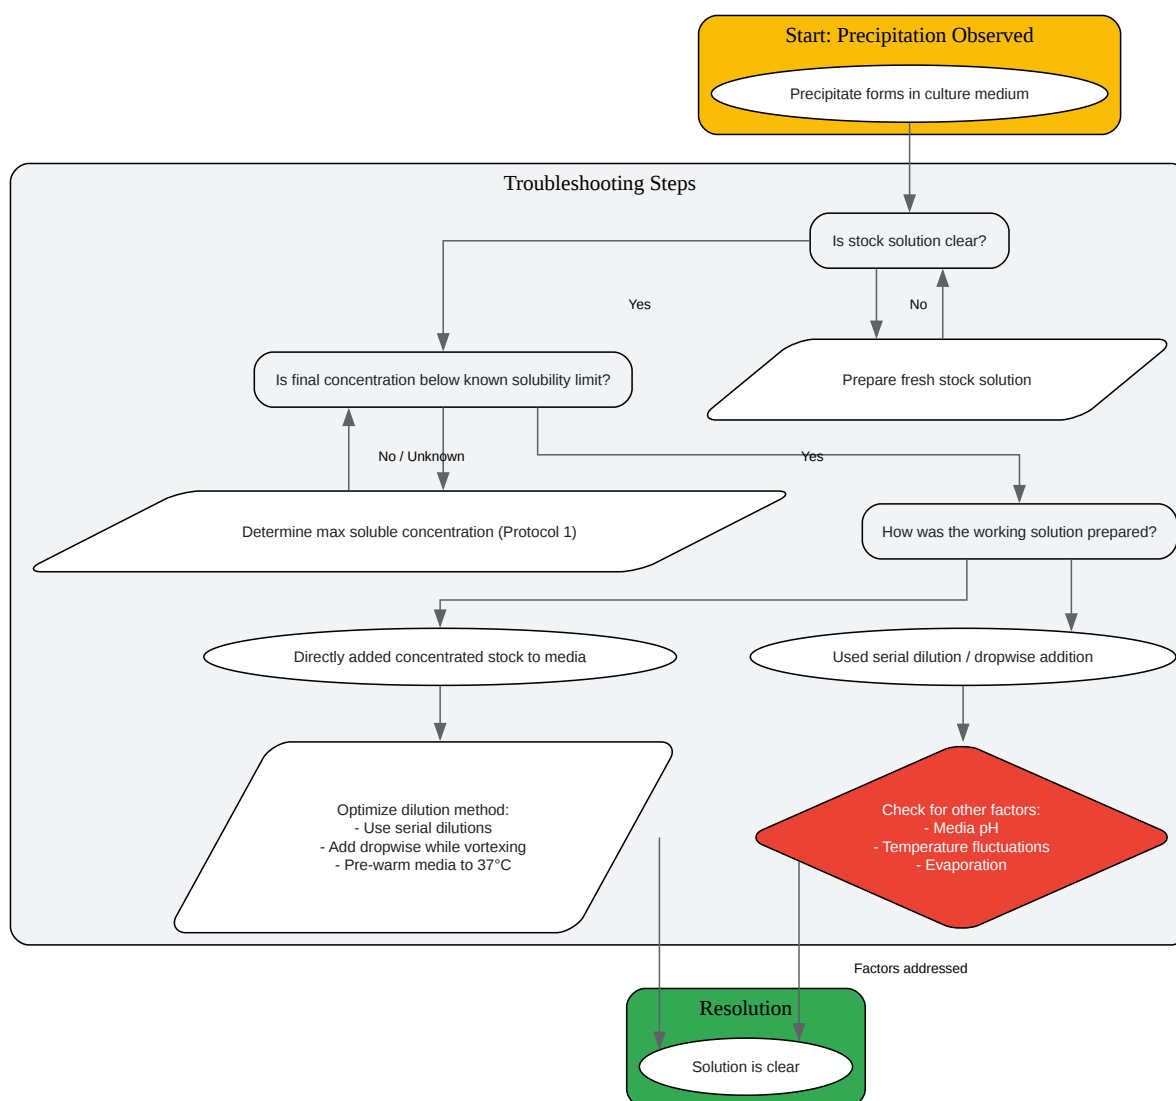 Start: Precipitation Observed
Precipitate forms in culture medium
Troubleshooting Steps
Is stock solution clear?
Yes
No
Is final concentration below known solubility limit?
Prepare fresh stock solution
No / Unknown
Yes
Determine max soluble concentration (Protocol 1)
How was the working solution prepared?
Directly added concentrated stock to media
Used serial dilution / dropwise addition
Optimize dilution method:
- Use serial dilutions
- Add dropwise while vortexing
- Pre-warm media to 37°C
Check for other factors:
- Media pH
- Temperature fluctuations
- Evaporation
Factors addressed
Resolution
Solution is clear